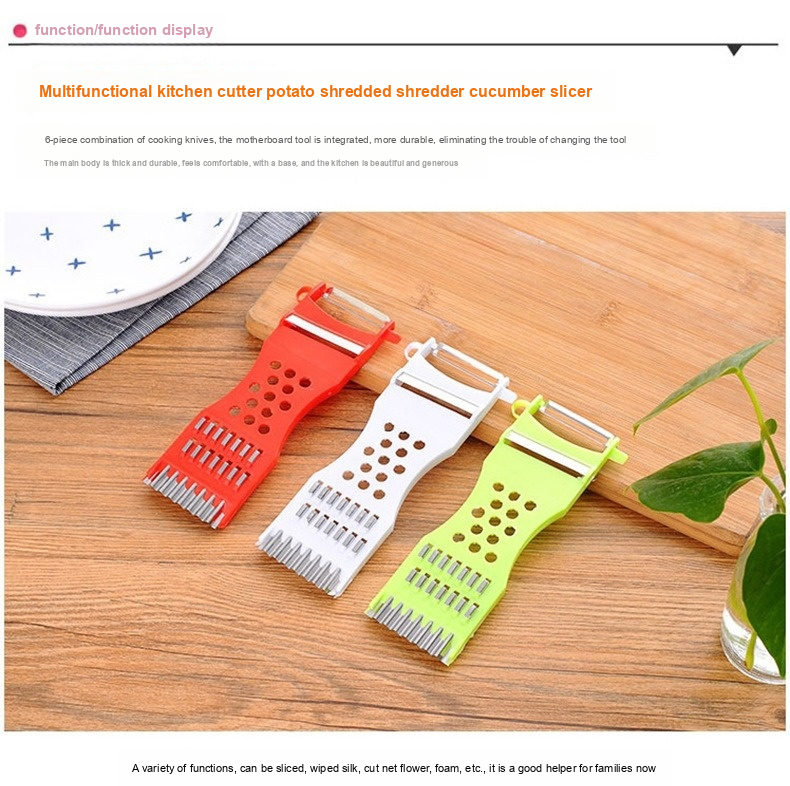 function/function display
Multifunctional kitchen cutter potato shredded shredder cucumber slicer
6-piece combination of cooking knives, the motherboard tool is integrated, more durable, eliminating the trouble of changing the tool
The main body is thick and durable, feels comfortable, with a base, and the kitchen is beautiful and generous
A variety of functions, can be sliced, wiped silk, cut net flower, foam, etc., it is a good helper for families now